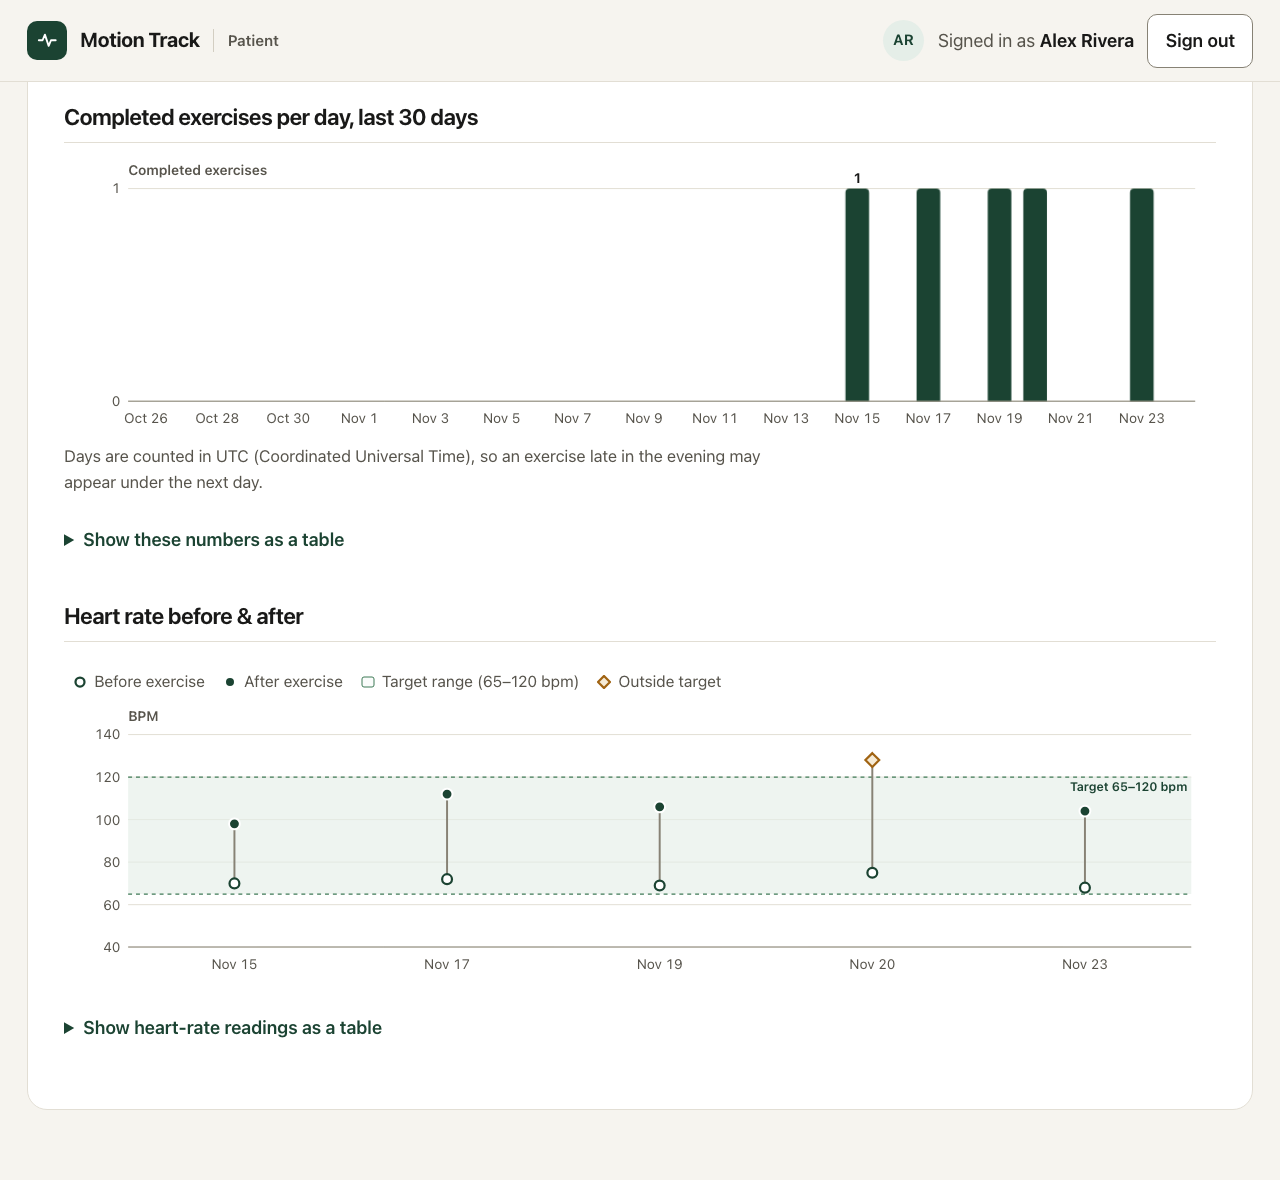 Motion Track
Patient
AR
Signed in as Alex Rivera
Sign out
Completed exercises per day, last 30 days
Completed exercises
1
1
0
Oct 26 Oct 28 Oct 30 Nov 1 Nov 3 Nov 5 Nov 7 Nov 9 Nov 11 Nov 13 Nov 15 Nov 17 Nov 19 Nov 21 Nov 23
Days are counted in UTC (Coordinated Universal Time), so an exercise late in the evening may
appear under the next day.
Show these numbers as a table
Heart rate before & after
Before exercise After exercise Target range (65–120 bpm) Outside target
BPM
140
120
Target 65–120 bpm
100
80
60
40
Nov 15 Nov 17 Nov 19 Nov 20 Nov 23
Show heart-rate readings as a table